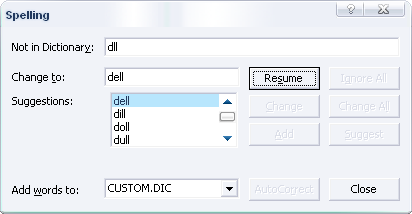 Spelling
Not in Dictionary: dll
Change to: dell Resume Ignore All
Suggestions: dell Change Change All
dill
doll Add Suggest
dull
Add words to: CUSTOM.DIC AutoCorrect Close